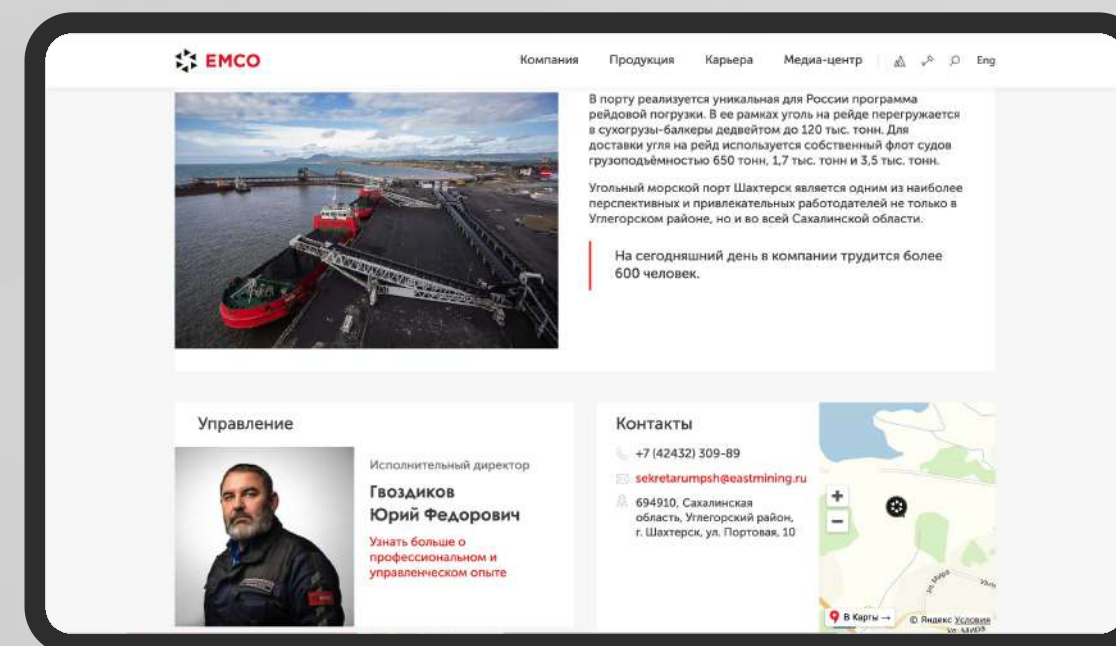 EMCO
Компания Продукция Карьера Медиа-центр Eng
В порту реализуется уникальная для России программа
рейдовой погрузки. В ее рамках уголь на рейде перегружается
в сухогрузы-балкеры дедвейтом до 120 тыс. тонн. Для
доставки угля на рейд используется собственный флот судов
грузоподъёмностью 650 тонн, 1,7 тыс. тонн и 3,5 тыс. тонн.
Угольный морской порт Шахтерск является одним из наиболее
перспективных и привлекательных работодателей не только в
Углегорском районе, но и во всей Сахалинской области.
На сегодняшний день в компании трудится более
600 человек.
Управление
Исполнительный директор
Гвоздиков
Юрий Федорович
Узнать больше о
профессиональном и
управленческом опыте
Контакты
+7 (42432) 309-89
sekretarumpsh@eastmining.ru
694910, Сахалинская
область, Углегорский район,
г. Шахтерск, ул. Портовая, 10
+
−
ул. Мира
В Карты →
© Яндекс Условия
ул. Мира